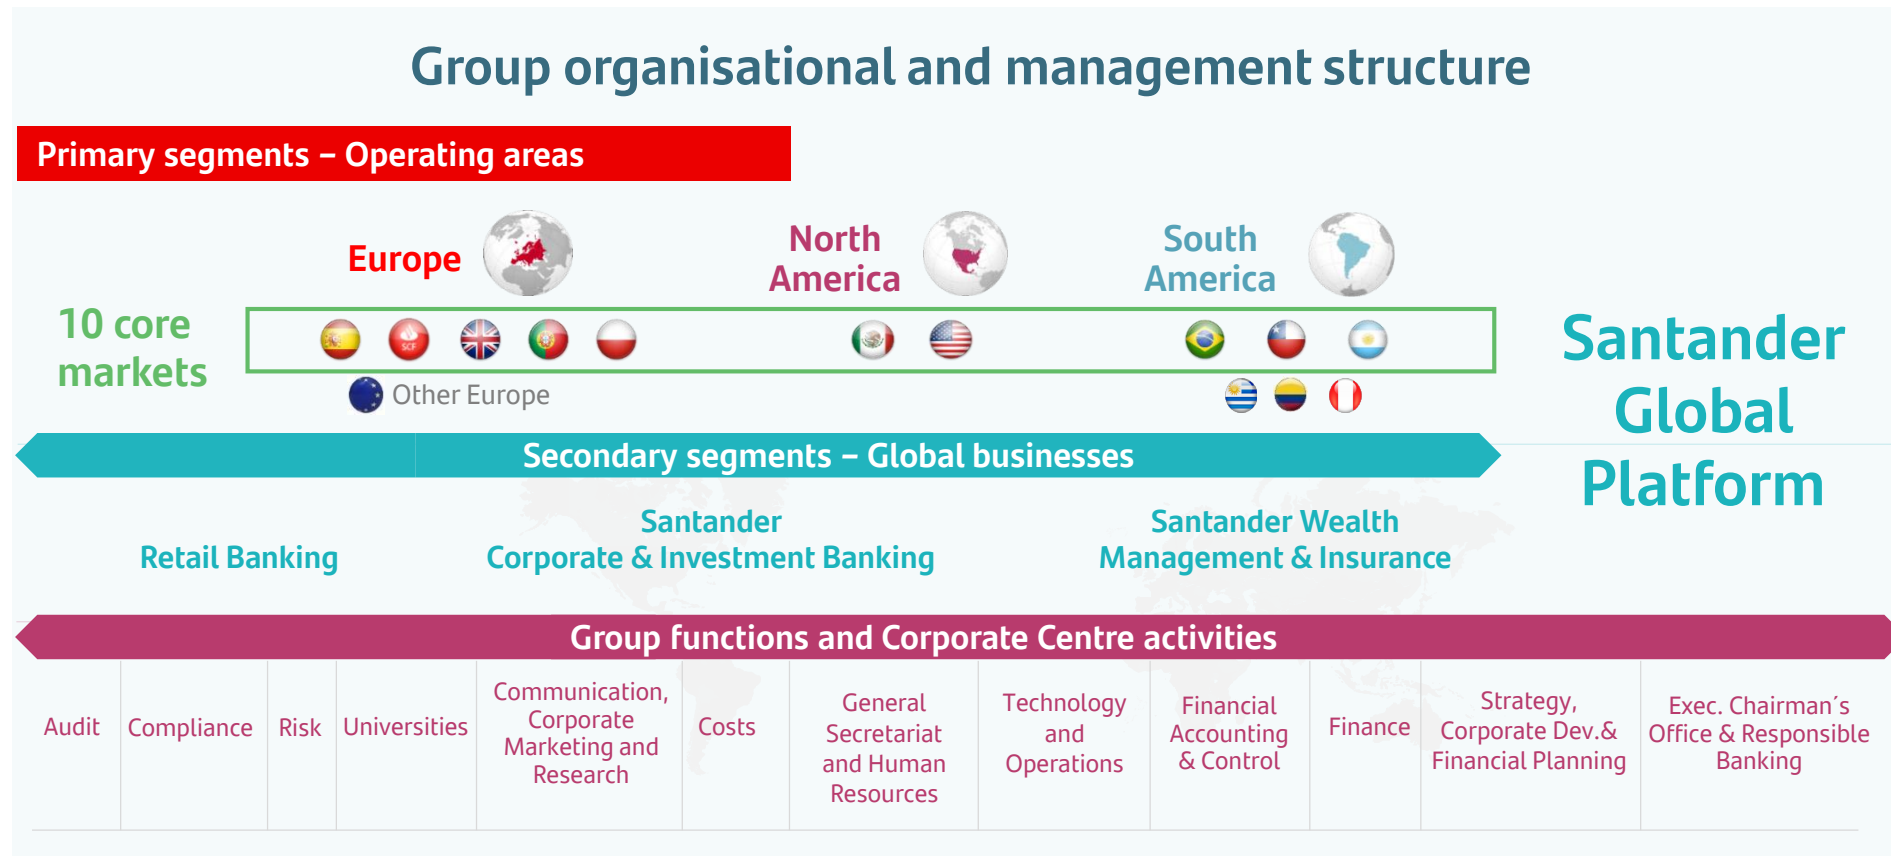 Group organisational and management structure
Primary segments – Operating areas
Europe
North
America
South
America
10 core
markets
SCF
Other Europe
Santander
Global
Platform
Secondary segments – Global businesses
Retail Banking
Santander
Corporate & Investment Banking
Santander Wealth
Management & Insurance
Group functions and Corporate Centre activities
Audit
Compliance
Risk
Universities
Communication,
Corporate
Marketing and
Research
Costs
General
Secretariat
and Human
Resources
Technology
and
Operations
Financial
Accounting
& Control
Finance
Strategy,
Corporate Dev.&
Financial Planning
Exec. Chairman´s
Office & Responsible
Banking